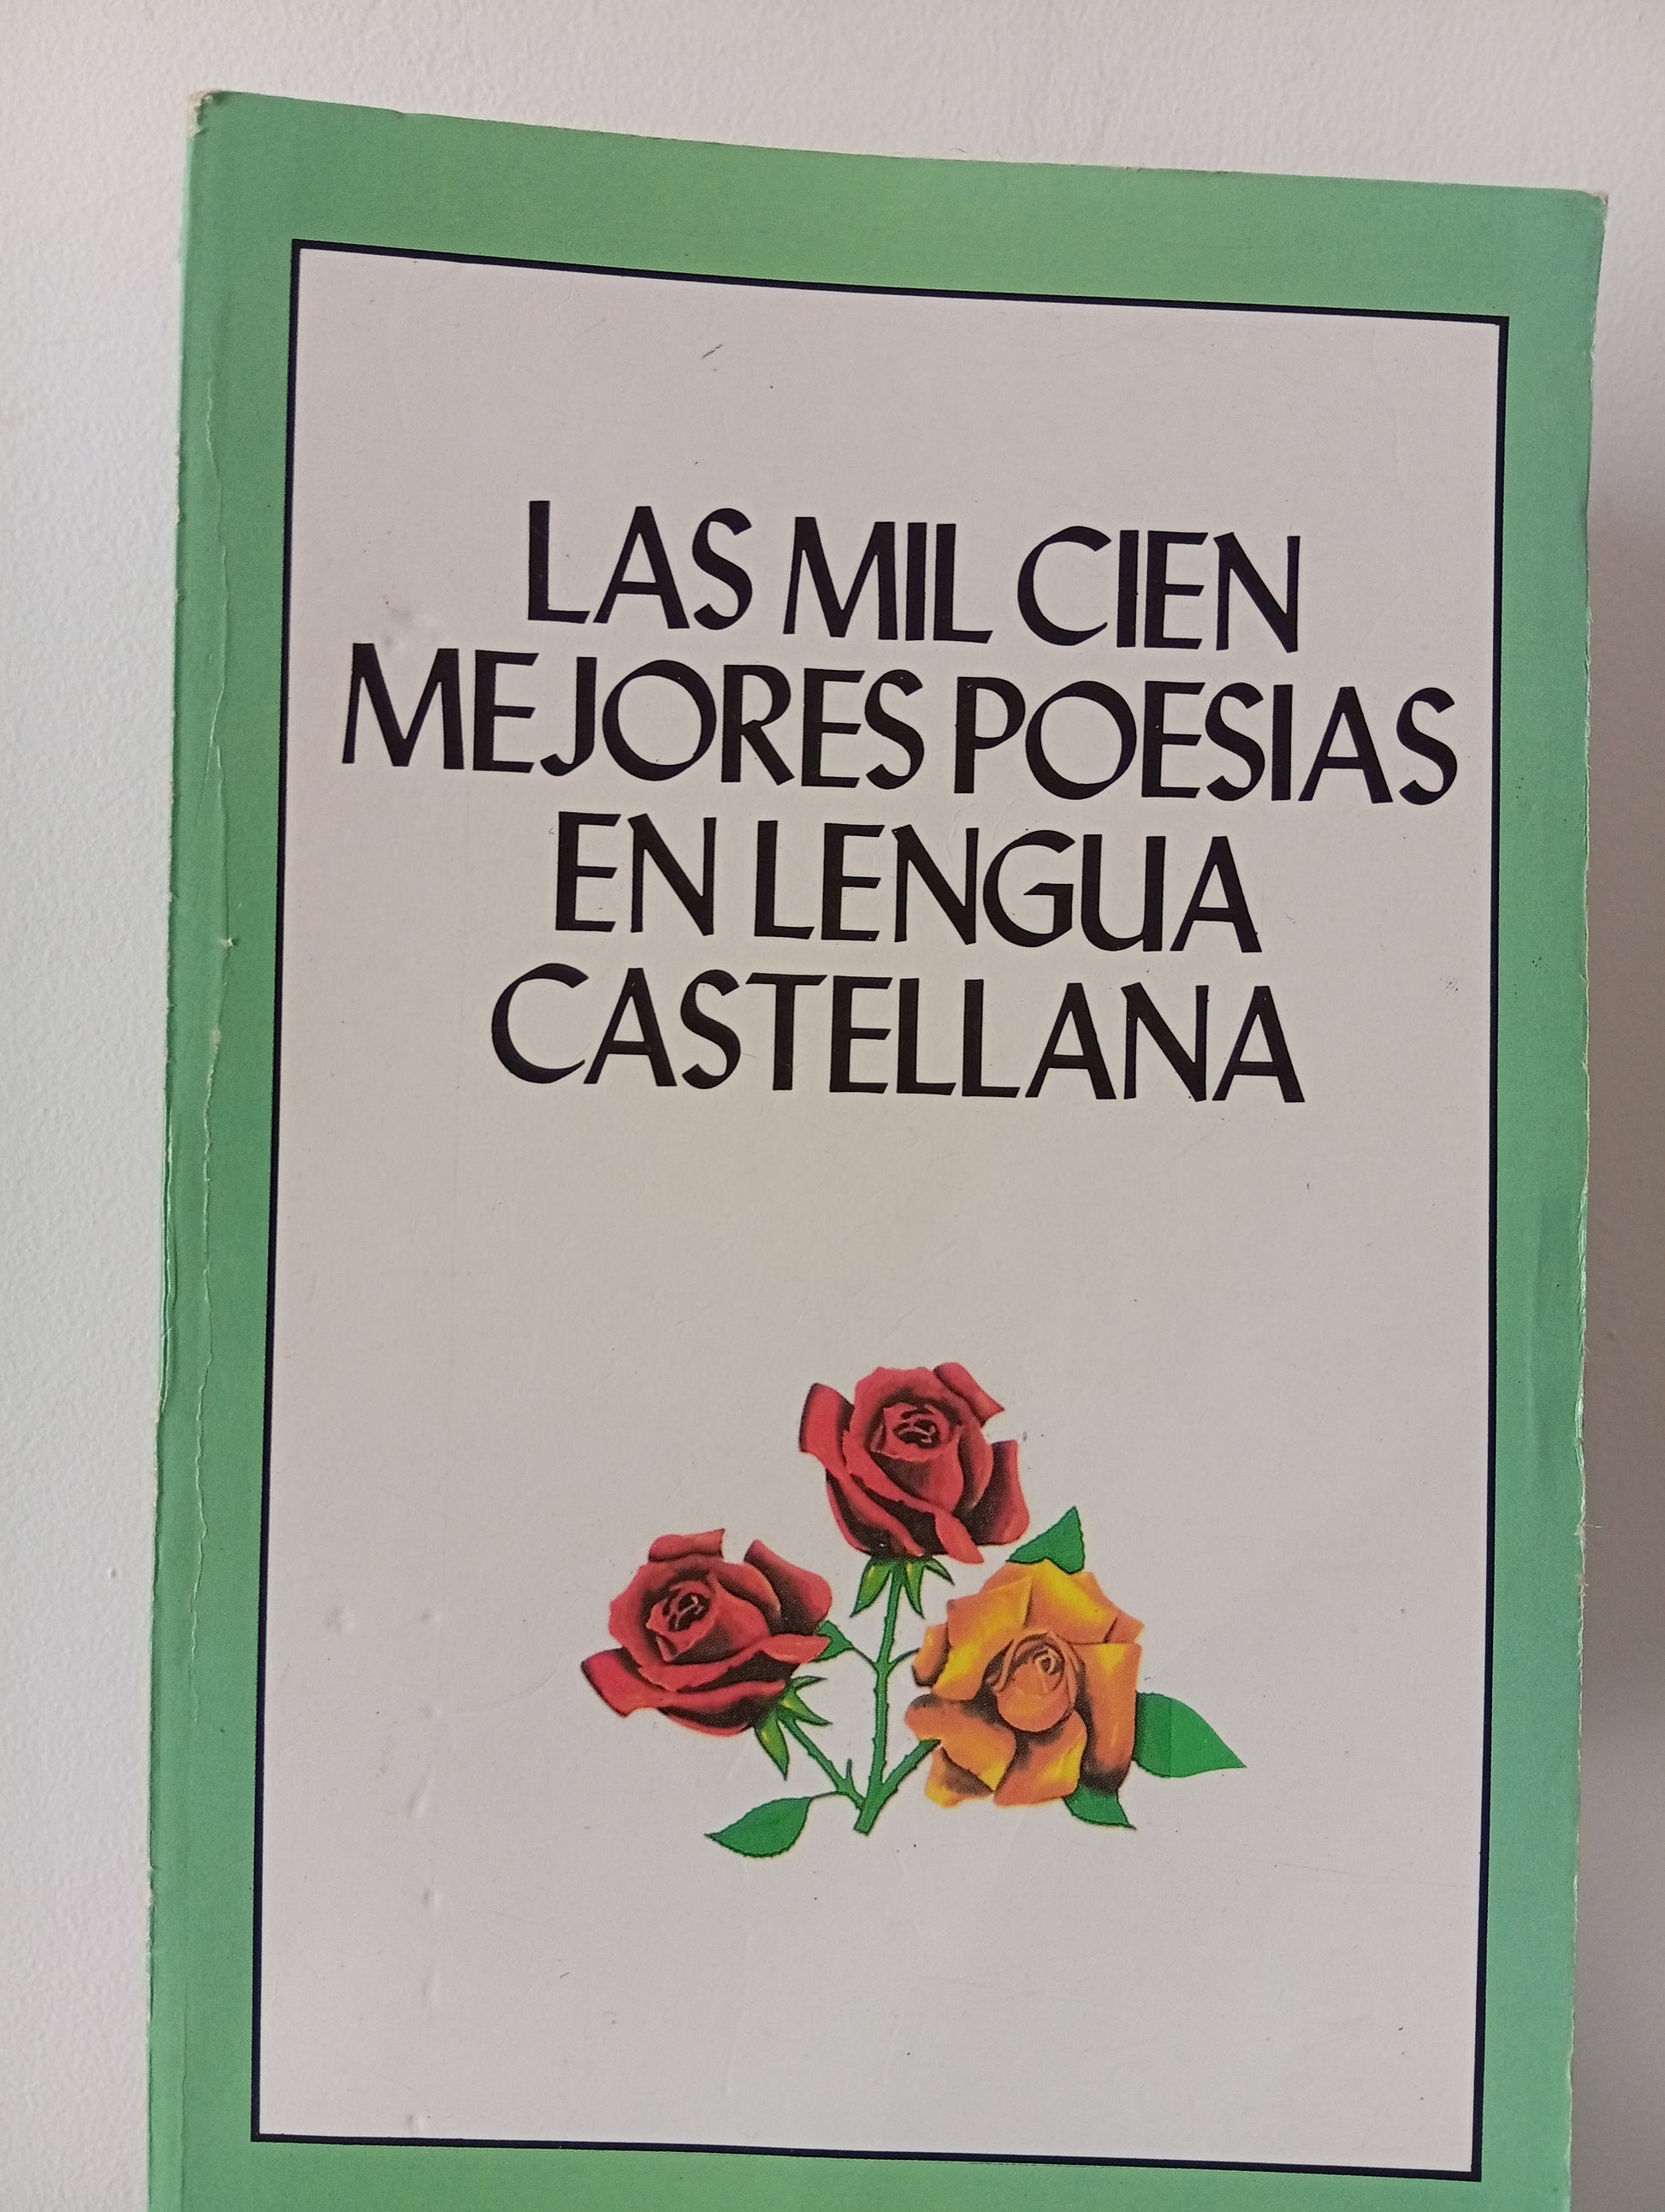 LAS MIL CIEN
MEJORES POESIAS
EN LENGUA
CASTELLANA